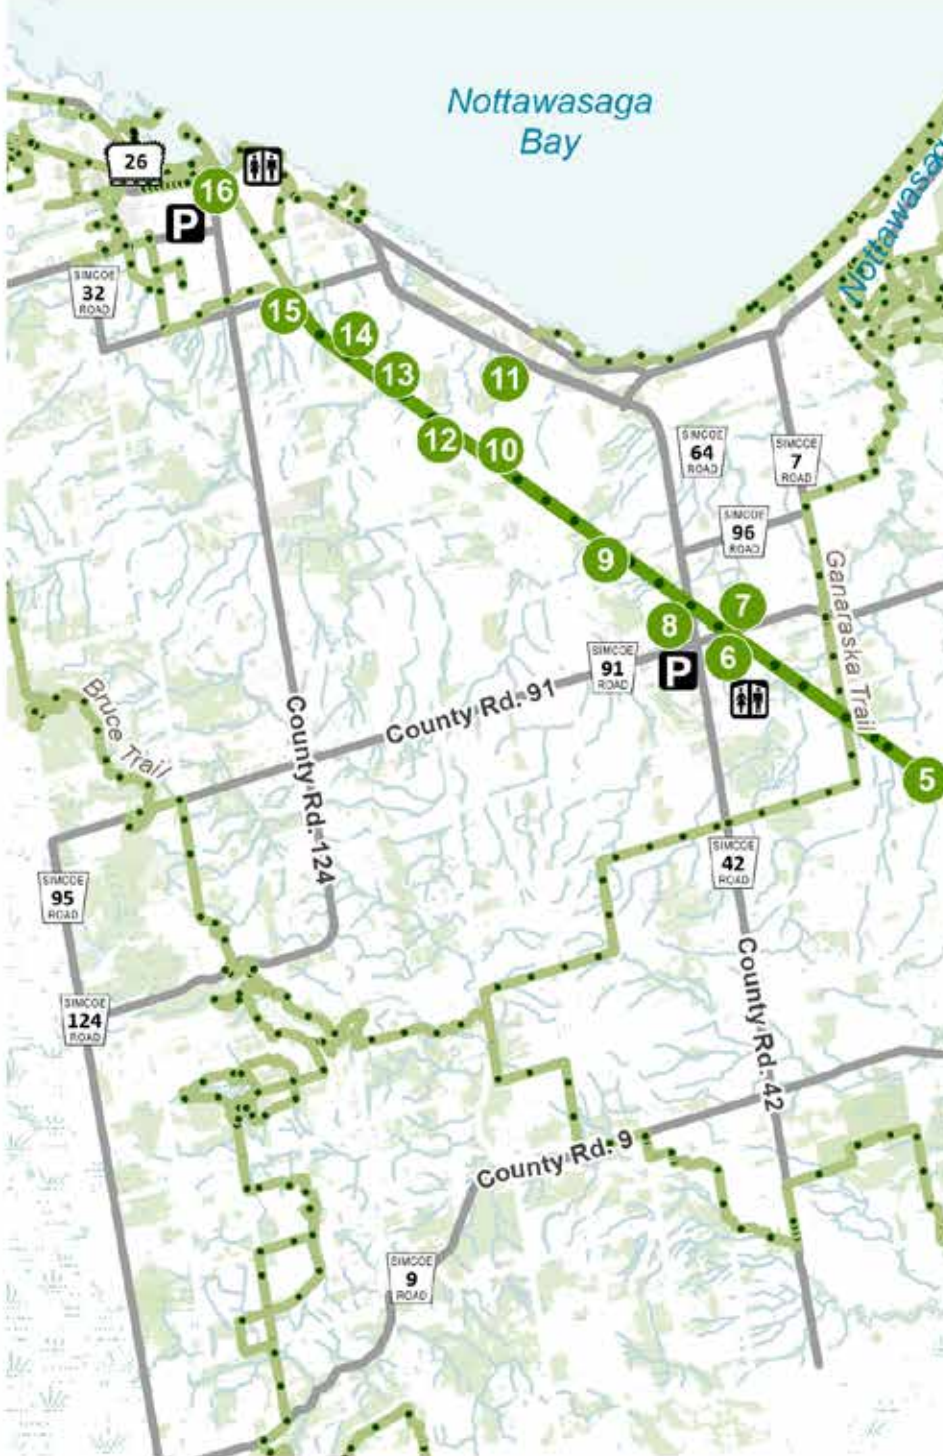 Nottawasaga
Bay
26
16
P
Nottawasag
SIMCOE
32
ROAD
15
14
13
11
12
10
SIMCOE
64
ROAD
SIMCOE
7
ROAD
SIMCOE
96
ROAD
9
Ganaraska Trail
7
8
6
SIMCOE
91
ROAD
P
Bruce Trail
County Rd. 91
County Rd. 124
5
SIMCOE
42
ROAD
SIMCOE
95
ROAD
County Rd. 42
SIMCOE
124
ROAD
County Rd. 9
SIMCOE
9
ROAD